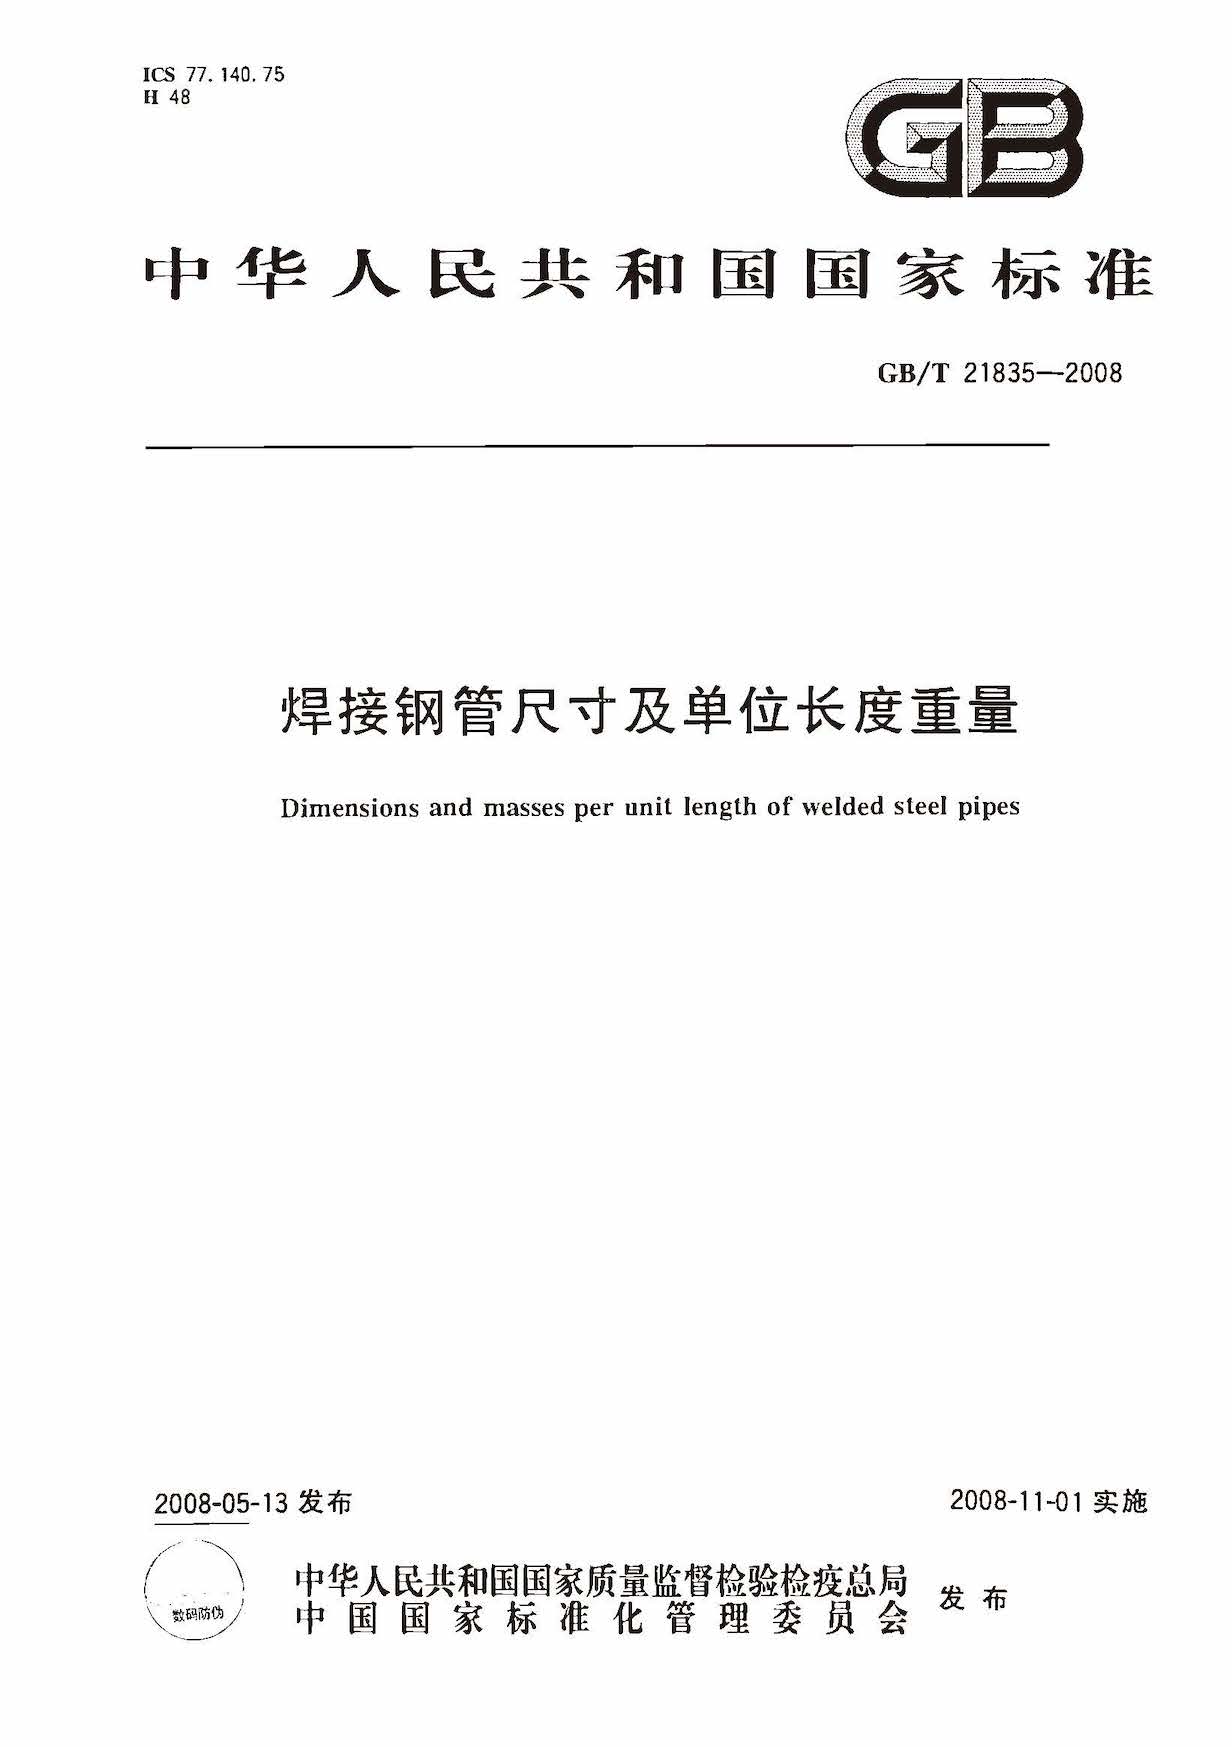 ICS 77.140.75
H 48
GB
中华人民共和国国家标准
GB/T 21835—2008
焊接钢管尺寸及单位长度重量
Dimensions and masses per unit length of welded steel pipes
2008-05-13 发布
2008-11-01 实施
数码防伪
中华人民共和国国家质量监督检验检疫总局
中国国家标准化管理委员会
发布